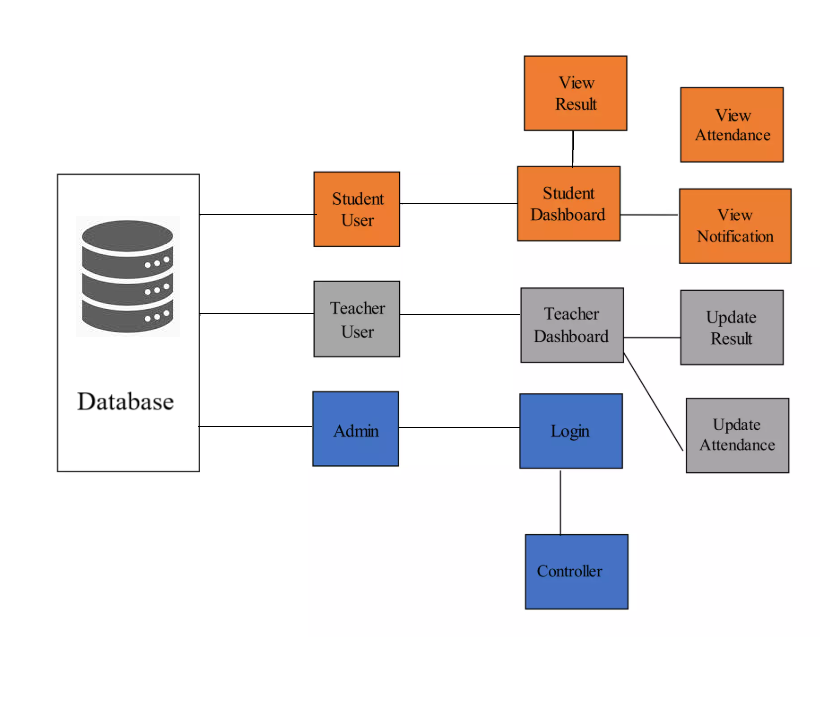 View
Result
View
Attendance
Student
User
Student
Dashboard
View
Notification
Teacher
User
Teacher
Dashboard
Update
Result
Database
Admin
Login
Update
Attendance
Controller